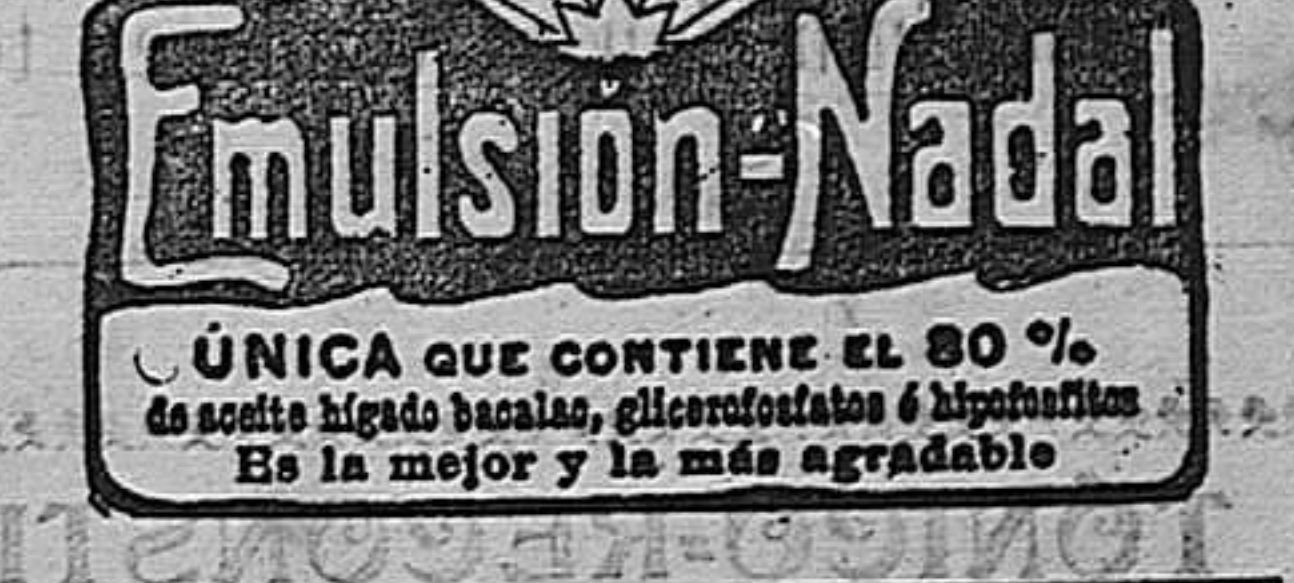 Emulsión-Nadal
ÚNICA QUE CONTIENE EL 80 %
de aceite hígado bacalao, glicerofosfatos ó hipofosfitos
Es la mejor y la más agradable